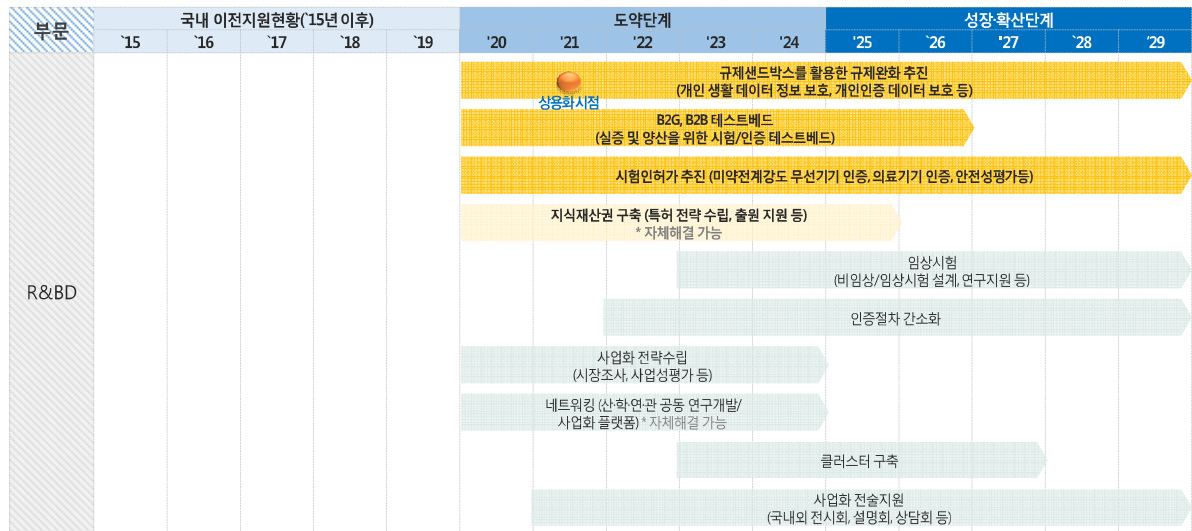 부문
국내 이전지원현황(`15년 이후)
도약단계
성장·확산단계
`15 `16 `17 `18 `19 '20 '21 '22 '23 '24 '25 `26 '27 `28 '29
R&BD
규제샌드박스를 활용한 규제완화 추진
(개인 생활 데이터 정보 보호, 개인인증 데이터 보호 등)
상용화 시점
B2G, B2B 테스트베드
(실증 및 양산을 위한 시험/인증 테스트베드)
시험인허가 추진 (미약전계강도 무선기기 인증, 의료기기 인증, 안전성평가등)
지식재산권 구축 (특허 전략 수립, 출원 지원 등)
* 자체해결 가능
임상시험
(비임상/임상시험 설계, 연구지원 등)
인증절차 간소화
사업화 전략수립
(시장조사, 사업성평가 등)
네트워킹 (산·학·연·관 공동 연구개발/
사업화 플랫폼) * 자체해결 가능
클러스터 구축
사업화 전술지원
(국내외 전시회, 설명회, 상담회 등)